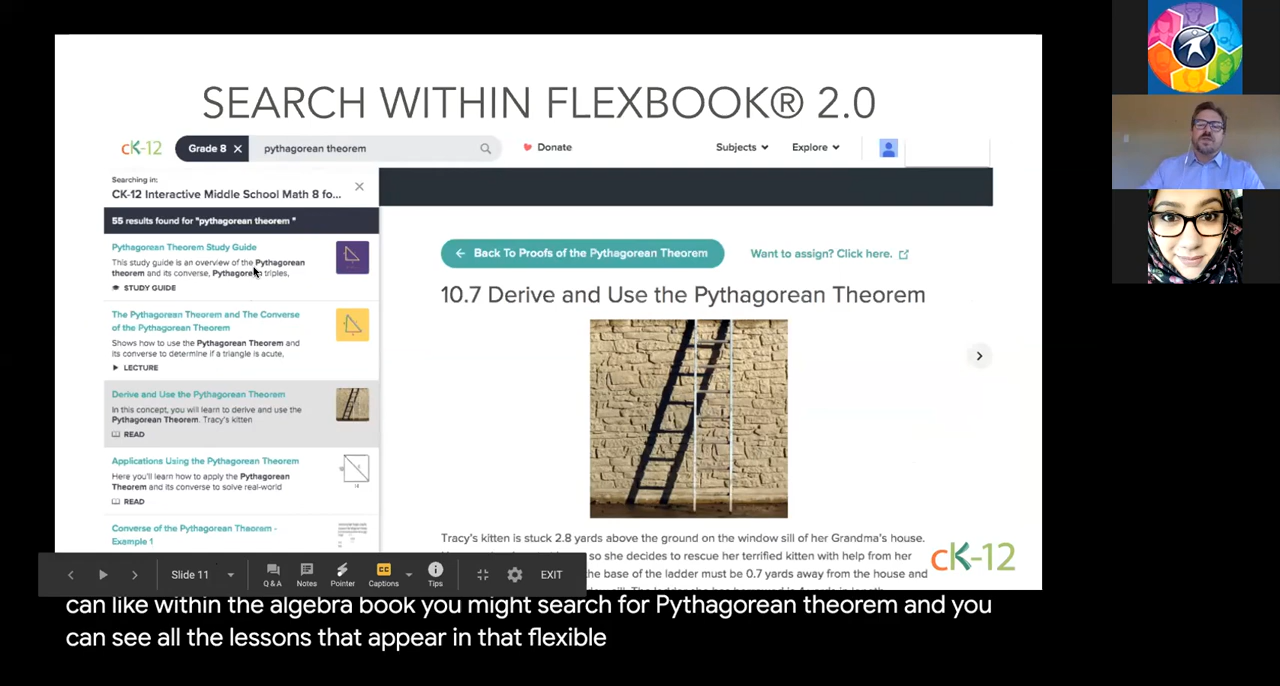 SEARCH WITHIN FLEXBOOK® 2.0
cK-12
Grade 8 X
pythagorean theorem
Donate
Subjects
Explore
Searching in:
CK-12 Interactive Middle School Math 8 fo...
55 results found for "pythagorean theorem "
Pythagorean Theorem Study Guide
This study guide is an overview of the Pythagorean
theorem and its converse, Pythagorean triples,
STUDY GUIDE
The Pythagorean Theorem and The Converse
of the Pythagorean Theorem
Shows how to use the Pythagorean Theorem and
its converse to determine if a triangle is acute,
LECTURE
Derive and Use the Pythagorean Theorem
In this concept, you will learn to derive and use the
Pythagorean Theorem. Tracy's kitten
READ
Applications Using the Pythagorean Theorem
Here you'll learn how to apply the Pythagorean
Theorem and its converse to solve real-world
READ
Converse of the Pythagorean Theorem -
Example 1
Back To Proofs of the Pythagorean Theorem
Want to assign? Click here.
10.7 Derive and Use the Pythagorean Theorem
Tracy's kitten is stuck 2.8 yards above the ground on the window sill of her Grandma's house.
so she decides to rescue her terrified kitten with help from her
the base of the ladder must be 0.7 yards away from the house and
cK-12
Slide 11
Q & A
Notes
Pointer
CC
Captions
Tips
EXIT
can like within the algebra book you might search for Pythagorean theorem and you
can see all the lessons that appear in that flexible